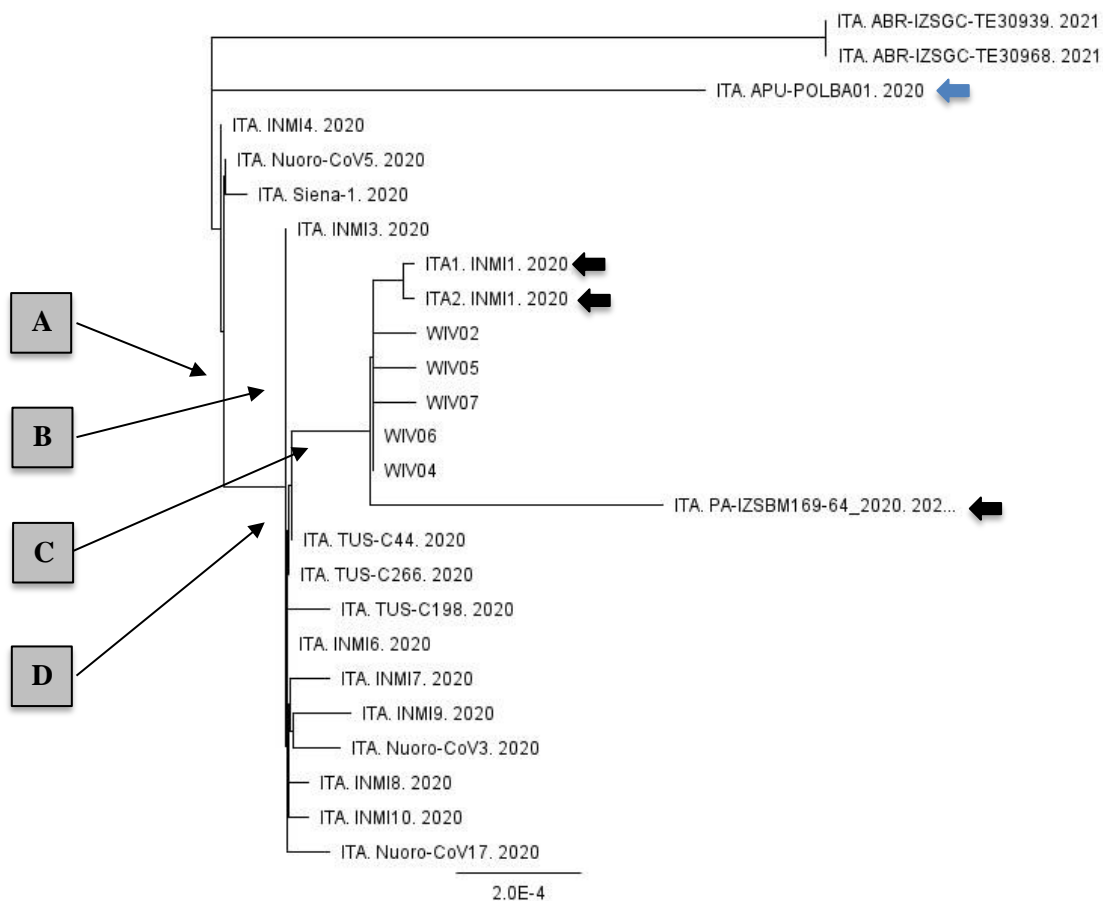 ITA. ABR-IZSGC-TE30939. 2021
ITA. ABR-IZSGC-TE30968. 2021
ITA. APU-POLBA01. 2020
ITA. INMI4. 2020
ITA. Nuoro-CoV5. 2020
ITA. Siena-1. 2020
ITA. INMI3. 2020
ITA1. INMI1. 2020
ITA2. INMI1. 2020
A
WIV02
WIV05
WIV07
B
WIV06
WIV04
ITA. PA-IZSBM169-64_2020. 202...
C
ITA. TUS-C44. 2020
ITA. TUS-C266. 2020
ITA. TUS-C198. 2020
ITA. INMI6. 2020
D
ITA. INMI7. 2020
ITA. INMI9. 2020
ITA. Nuoro-CoV3. 2020
ITA. INMI8. 2020
ITA. INMI10. 2020
ITA. Nuoro-CoV17. 2020
2.0E-4